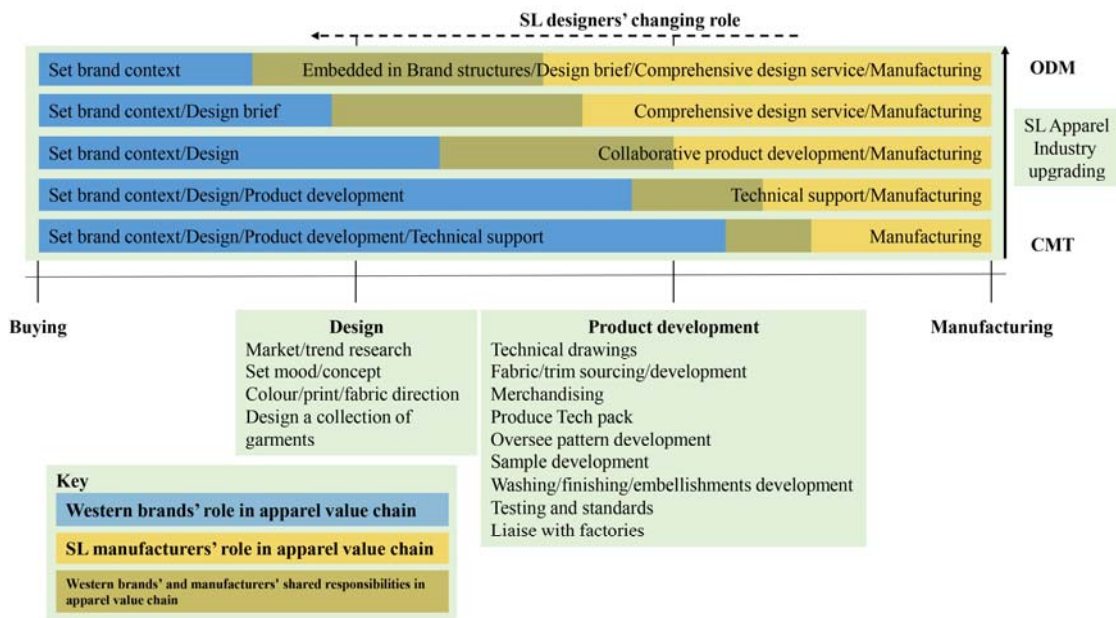 SL designers’ changing role
Set brand context
Embedded in Brand structures/Design brief/Comprehensive design service/Manufacturing
ODM
Set brand context/Design brief
Comprehensive design service/Manufacturing
Set brand context/Design
Collaborative product development/Manufacturing
SL Apparel
Industry
upgrading
Set brand context/Design/Product development
Technical support/Manufacturing
Set brand context/Design/Product development/Technical support
Manufacturing
CMT
Buying
Design
Market/trend research
Set mood/concept
Colour/print/fabric direction
Design a collection of
garments
Product development
Technical drawings
Fabric/trim sourcing/development
Merchandising
Produce Tech pack
Oversee pattern development
Sample development
Washing/finishing/embellishments development
Testing and standards
Liaise with factories
Manufacturing
Key
Western brands’ role in apparel value chain
SL manufacturers’ role in apparel value chain
Western brands’ and manufacturers' shared responsibilities in
apparel value chain